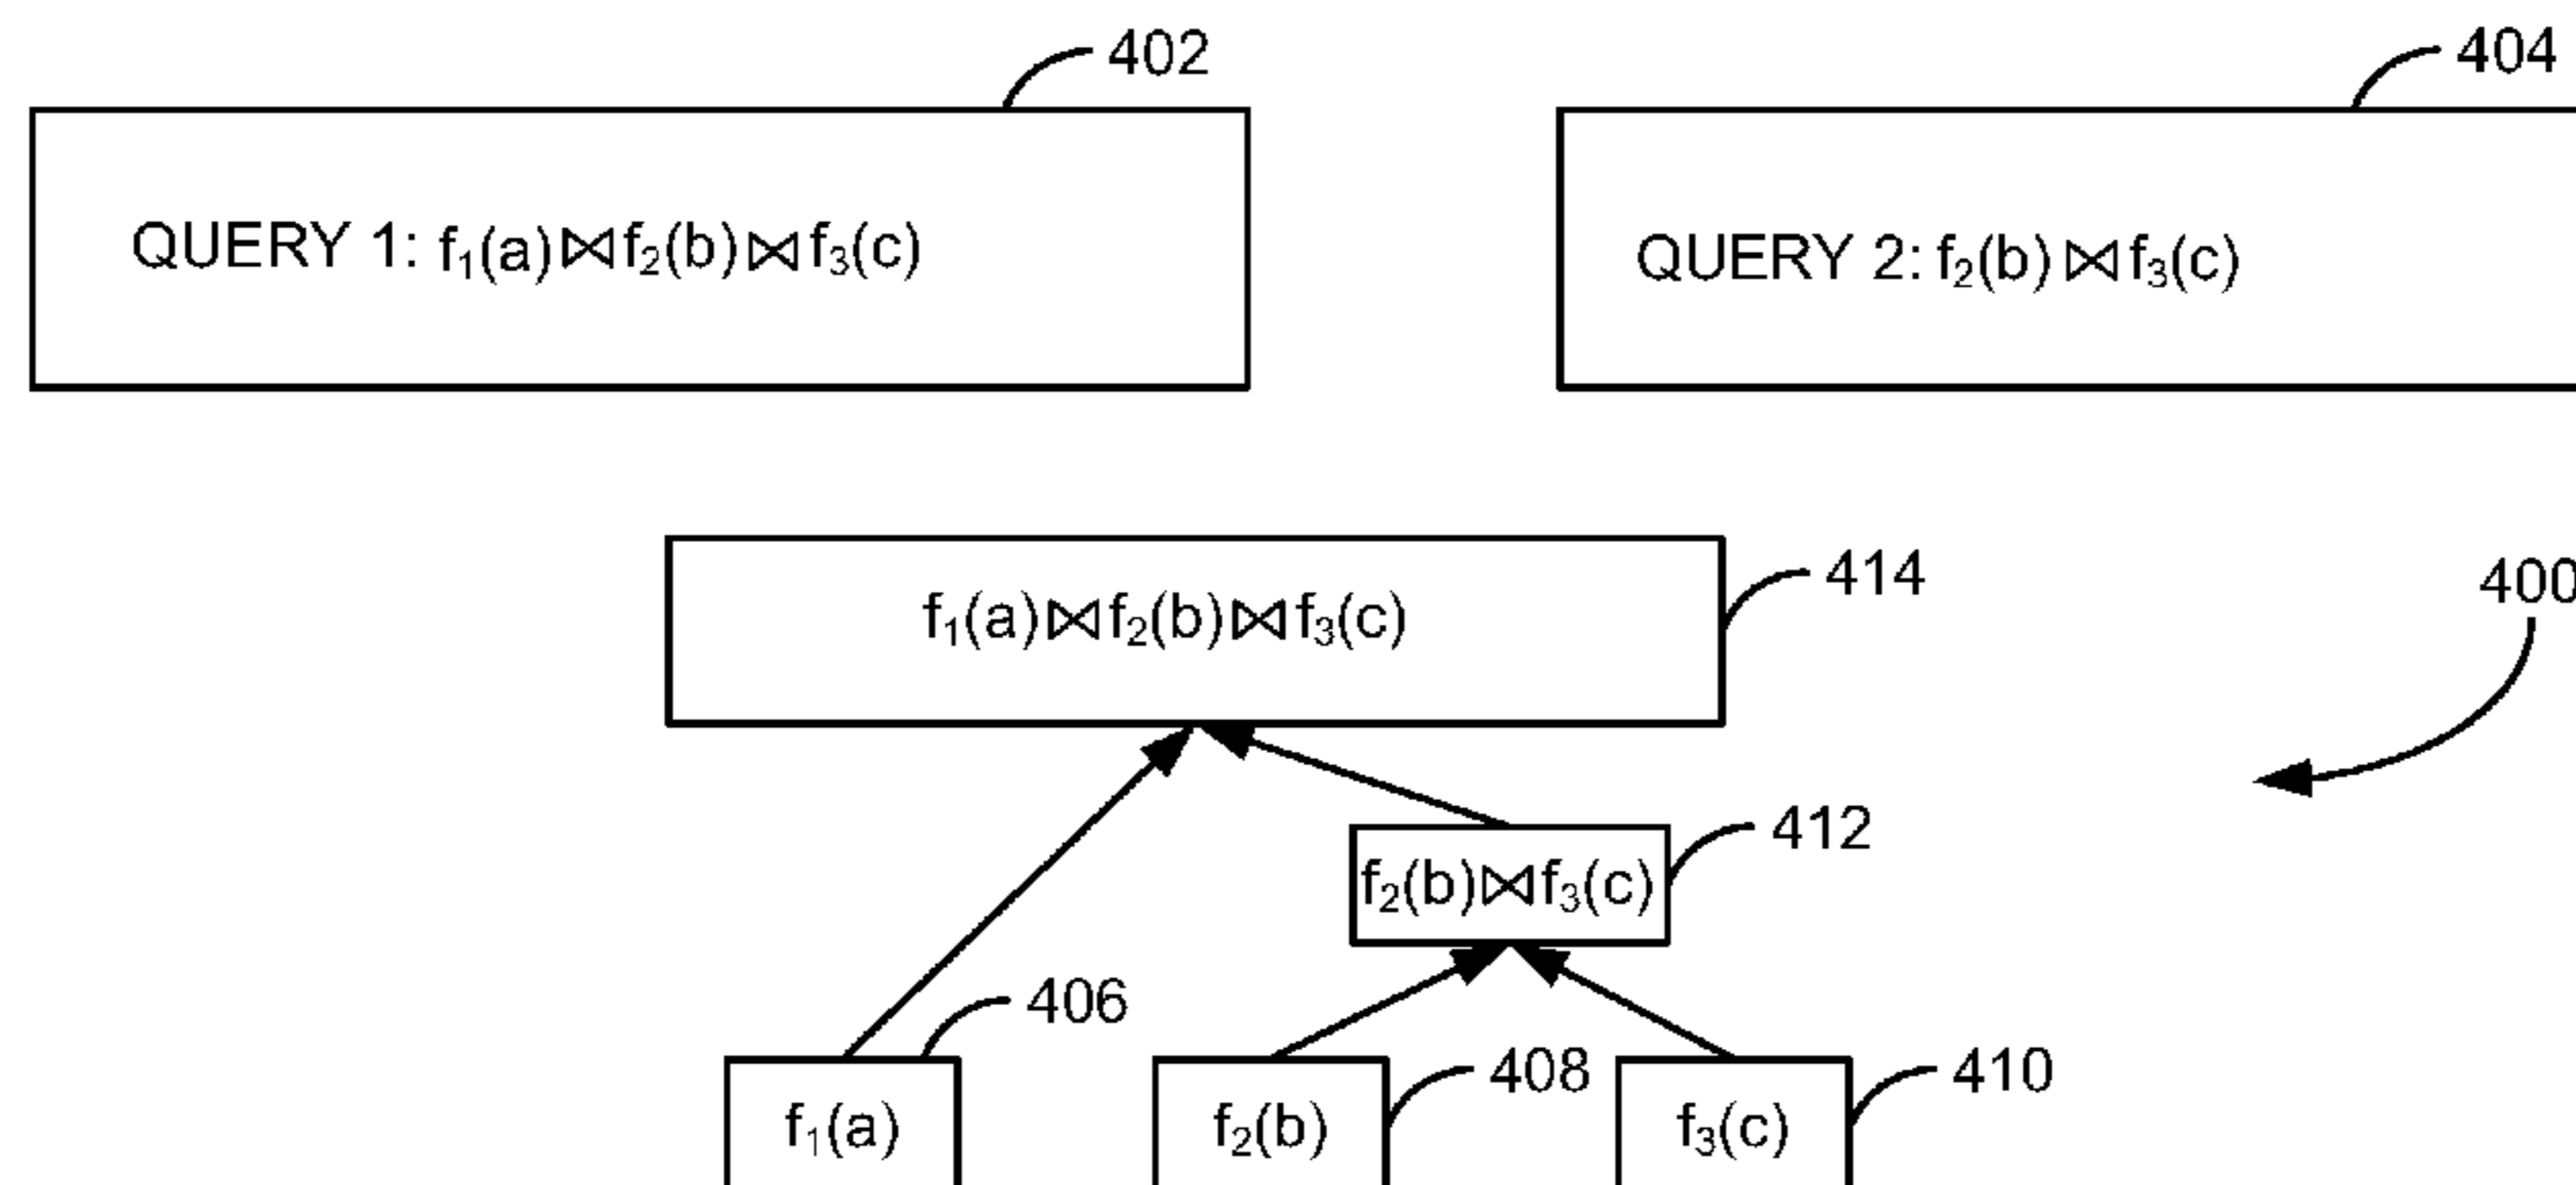 402
404
QUERY 1: f₁(a)⋈f₂(b)⋈f₃(c)
QUERY 2: f₂(b)⋈f₃(c)
f₁(a)⋈f₂(b)⋈f₃(c)
414
400
f₂(b)⋈f₃(c)
412
406
408
410
f₁(a)
f₂(b)
f₃(c)